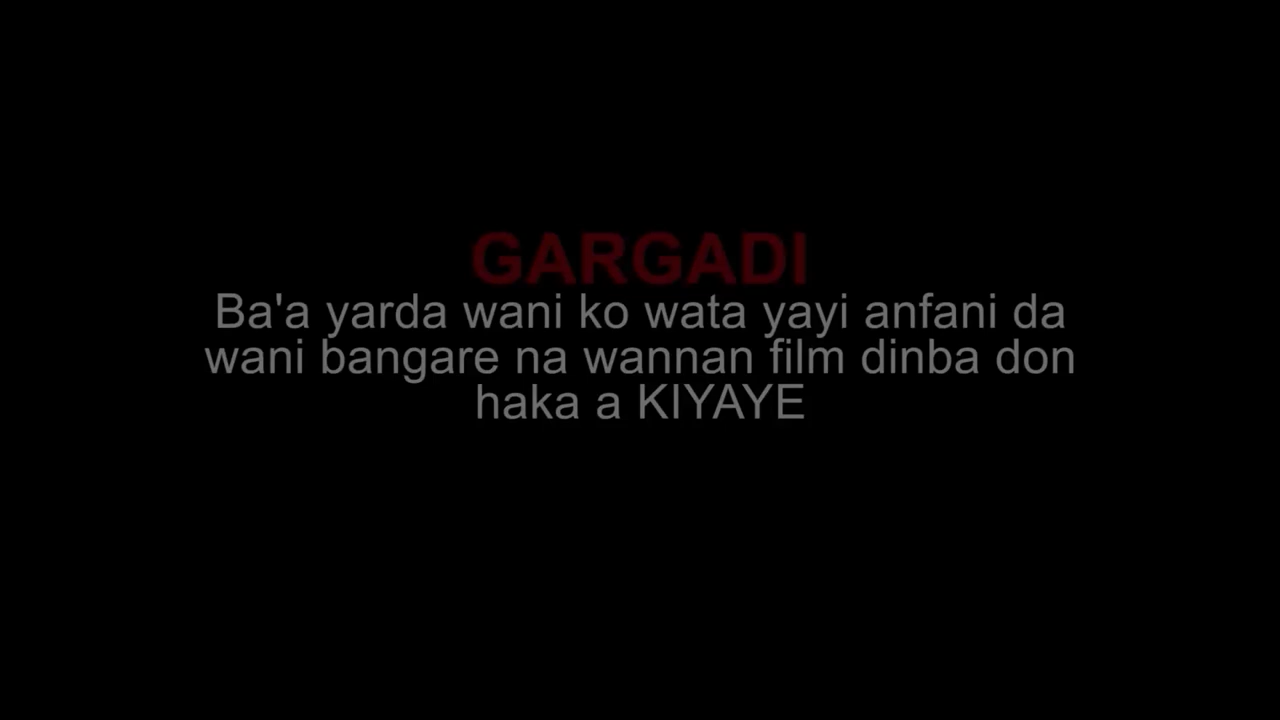 GARGADI
Ba'a yarda wani ko wata yayi anfani da
wani bangare na wannan film dinba don
haka a KIYAYE